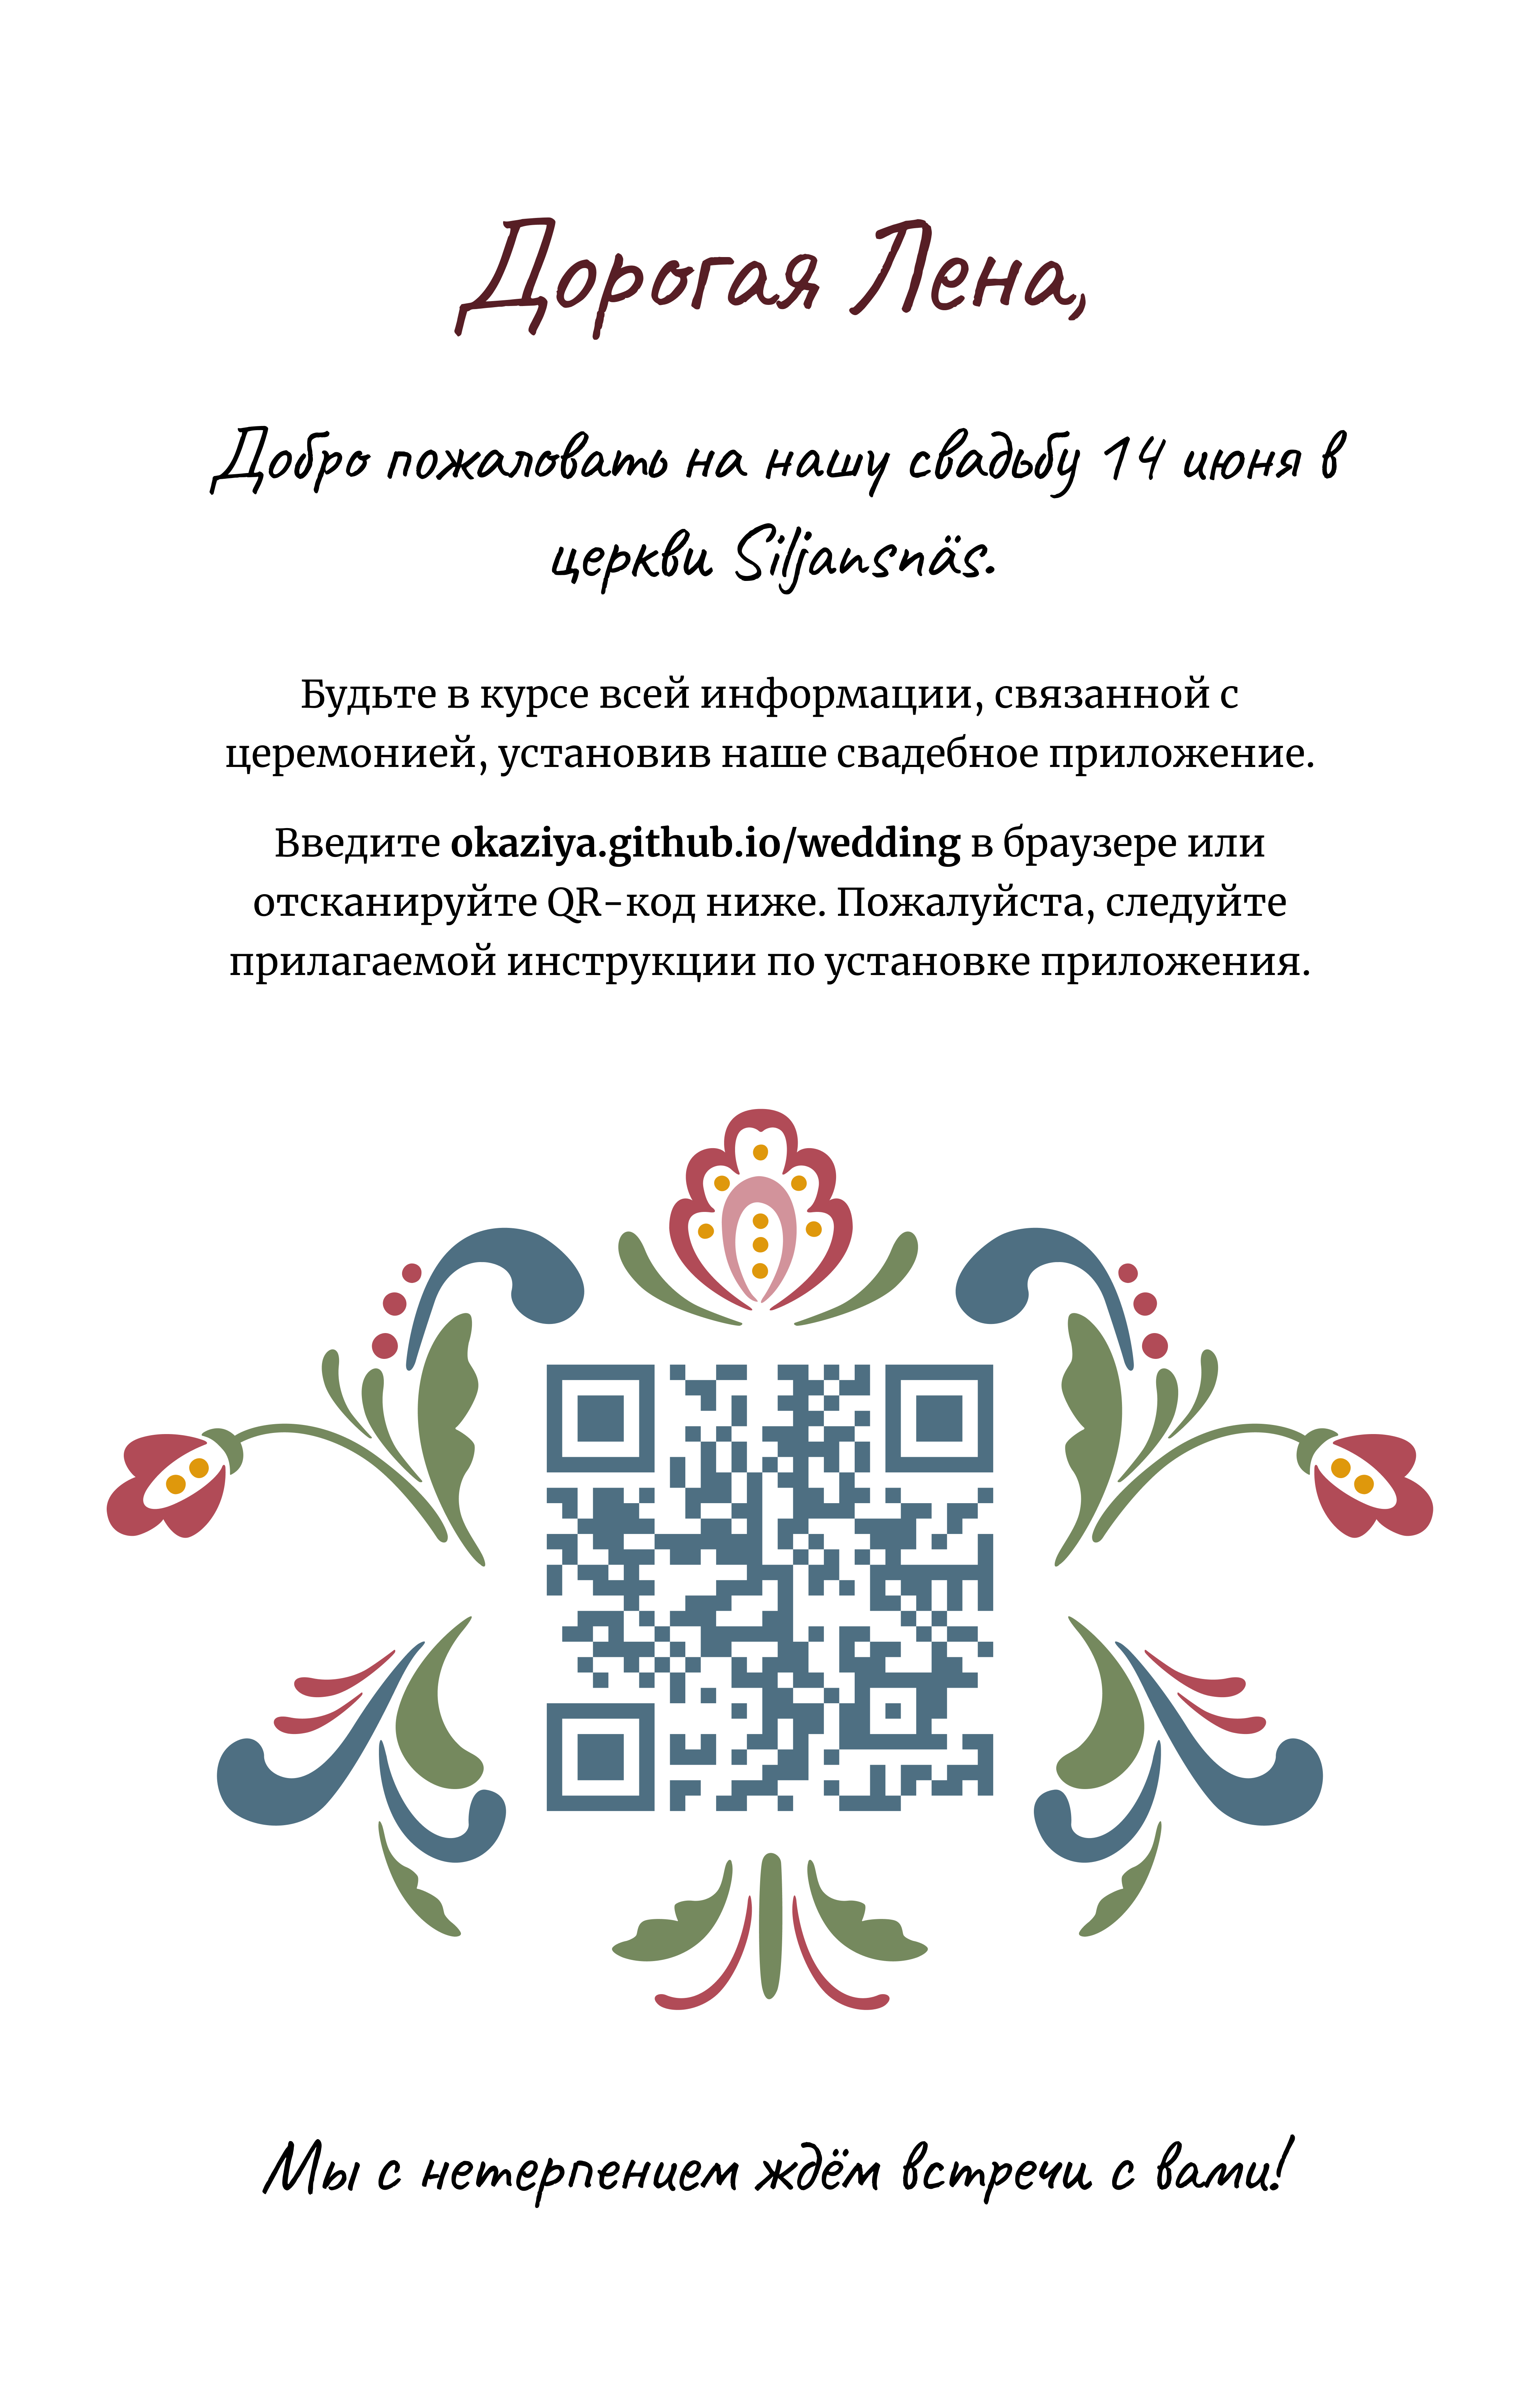 Дорогая Лена,
Добро пожаловать на нашу свадьбу 14 июня в
церкви Siljansnäs.
Будьте в курсе всей информации, связанной с
церемонией, установив наше свадебное приложение.
Введите okaziya.github.io/wedding в браузере или
отсканируйте QR-код ниже. Пожалуйста, следуйте
прилагаемой инструкции по установке приложения.
Мы с нетерпением ждём встречи с вами!